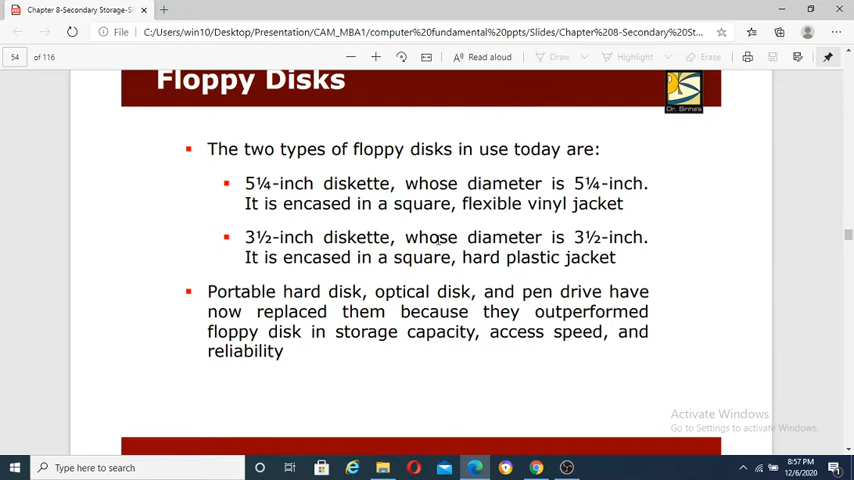 Chapter 8-Secondary Storage-Sl
File
C:/Users/win10/Desktop/Presentation/CAM_MBA1/computer%20fundamental%20ppts/Slides/Chapter%208-Secondary%20St...
54 of 116
Read aloud
Draw
Highlight
Erase
Floppy Disks
Dr. Sinha's
▪ The two types of floppy disks in use today are:
▪ 5¼-inch diskette, whose diameter is 5¼-inch.
It is encased in a square, flexible vinyl jacket
▪ 3½-inch diskette, whose diameter is 3½-inch.
It is encased in a square, hard plastic jacket
▪ Portable hard disk, optical disk, and pen drive have
now replaced them because they outperformed
floppy disk in storage capacity, access speed, and
reliability
Activate Windows
Go to Settings to activate Windows.
Type here to search
8:57 PM
12/6/2020